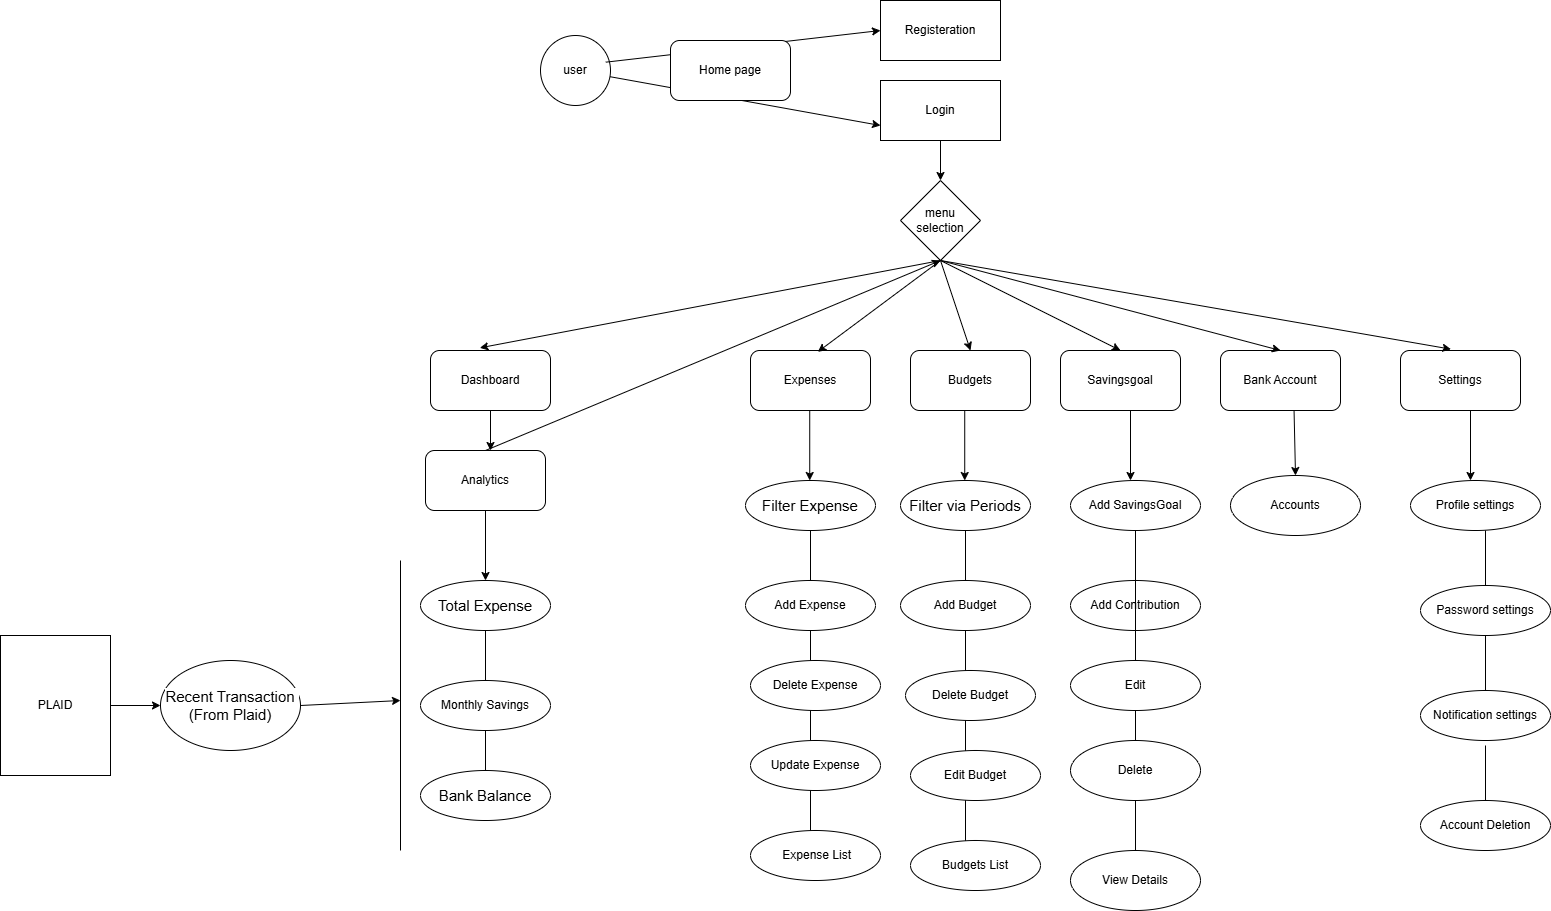 Registeration
user
Home page
Login
menu
selection
Dashboard
Expenses
Budgets
Savingsgoal
Bank Account
Settings
Analytics
Filter Expense
Filter via Periods
Add SavingsGoal
Accounts
Profile settings
Total Expense
Add Expense
Add Budget
Add Contribution
Password settings
PLAID
Recent Transaction
(From Plaid)
Monthly Savings
Delete Expense
Delete Budget
Edit
Notification settings
Bank Balance
Update Expense
Edit Budget
Delete
Account Deletion
Expense List
Budgets List
View Details